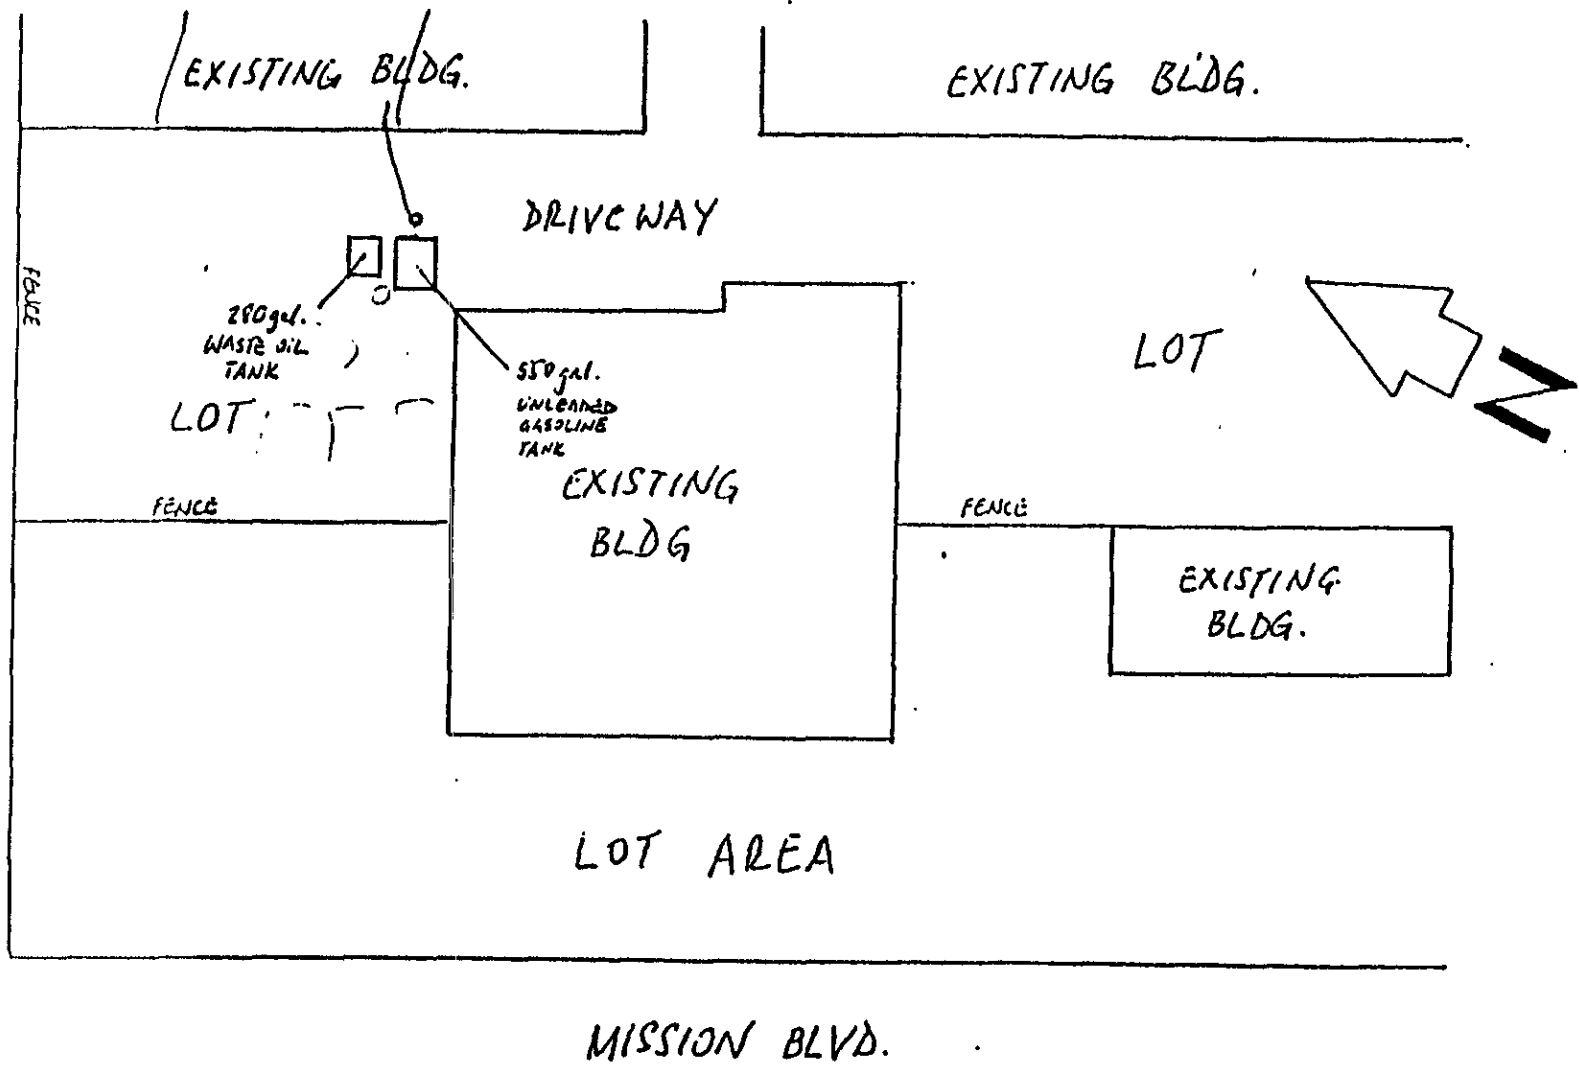 EXISTING BLDG.
EXISTING BLDG.
DRIVEWAY
FENCE
280 gal.
WASTE OIL
TANK
LOT
550 gal.
UNLEADED
GASOLINE
TANK
LOT
N
EXISTING
BLDG
FENCE
FENCE
EXISTING
BLDG.
LOT AREA
MISSION BLVD.